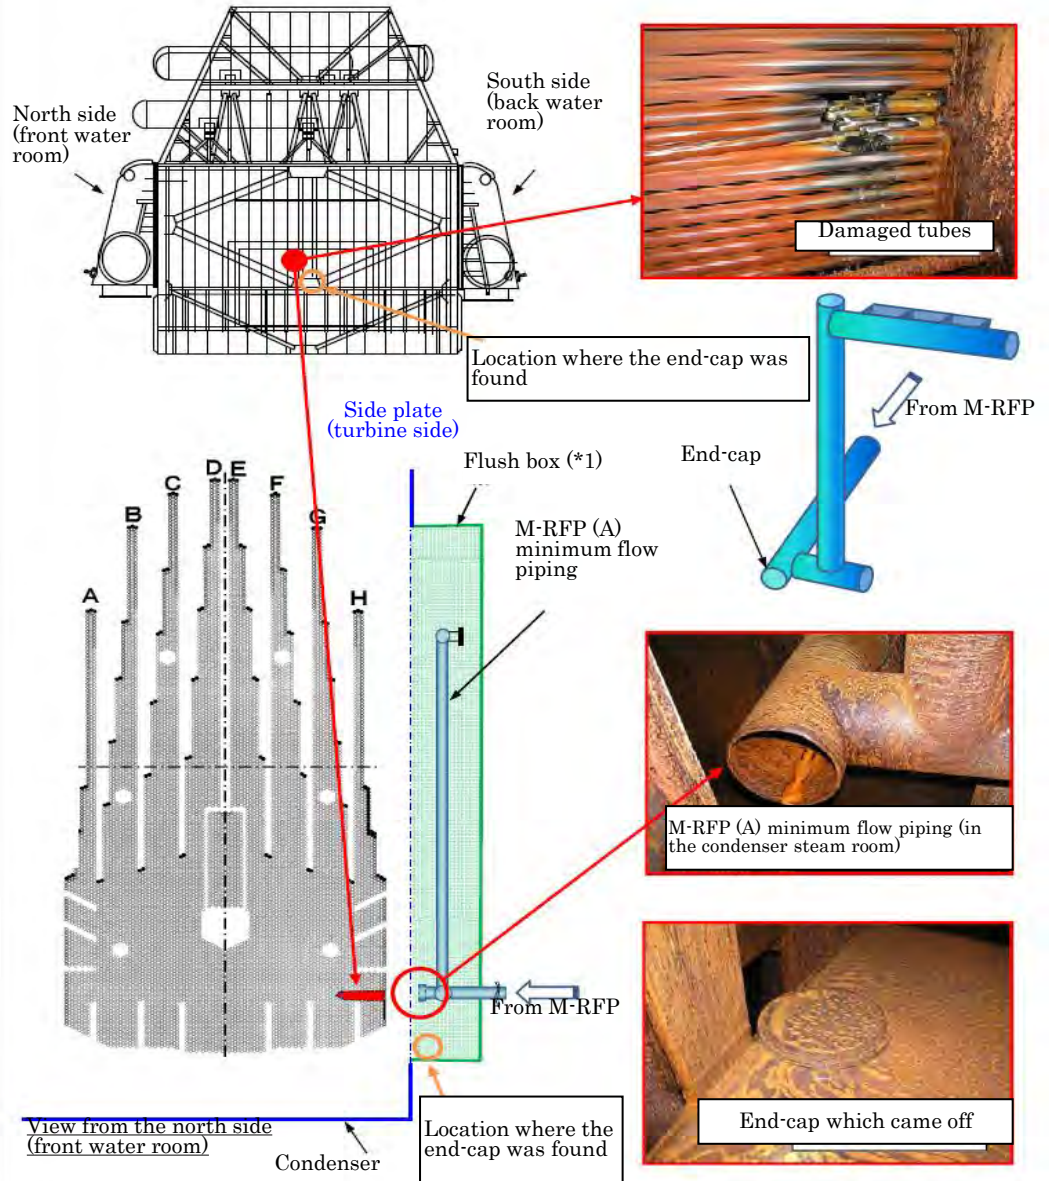 North side
(front water
room)
South side
(back water
room)
Damaged tubes
Location where the end-cap was
found
From M-RFP
Side plate
(turbine side)
End-cap
Flush box (*1)
M-RFP (A)
minimum flow
piping
A
B
C
D
E
F
G
H
M-RFP (A) minimum flow piping (in
the condenser steam room)
From M-RFP
View from the north side
(front water room)
Condenser
Location where the
end-cap was found
End-cap which came off